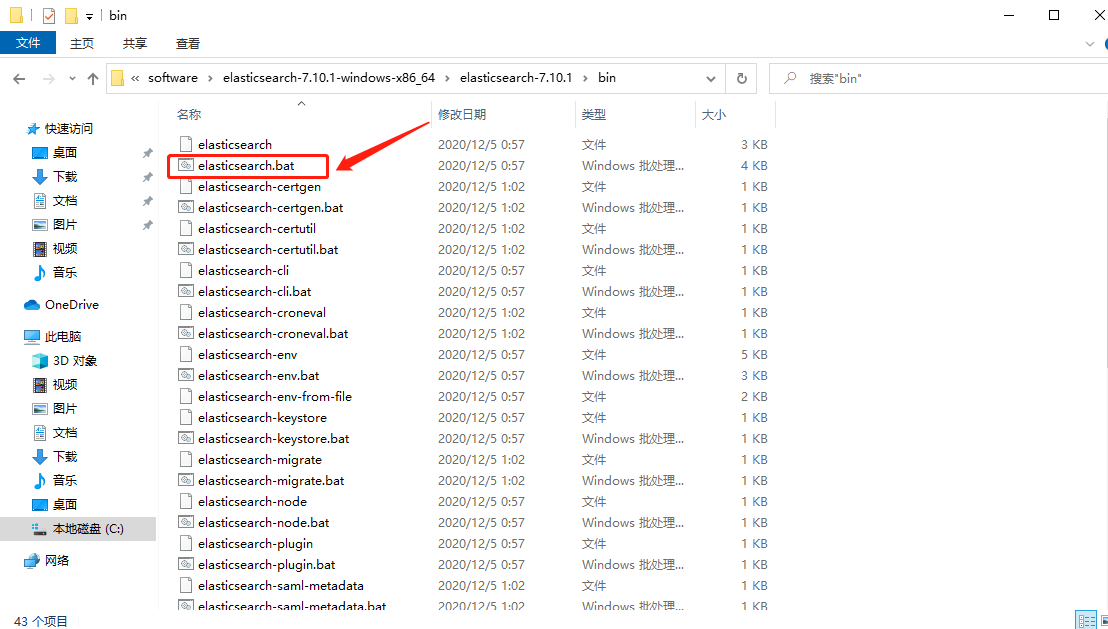 bin
文件 主页 共享 查看
« software › elasticsearch-7.10.1-windows-x86_64 › elasticsearch-7.10.1 › bin
搜索"bin"
快速访问
桌面
下载
文档
图片
视频
音乐
OneDrive
此电脑
3D 对象
视频
图片
文档
下载
音乐
桌面
本地磁盘 (C:)
网络
名称 修改日期 类型 大小
elasticsearch 2020/12/5 0:57 文件 3 KB
elasticsearch.bat 2020/12/5 0:57 Windows 批处理... 4 KB
elasticsearch-certgen 2020/12/5 1:02 文件 1 KB
elasticsearch-certgen.bat 2020/12/5 1:02 Windows 批处理... 1 KB
elasticsearch-certutil 2020/12/5 1:02 文件 1 KB
elasticsearch-certutil.bat 2020/12/5 1:02 Windows 批处理... 1 KB
elasticsearch-cli 2020/12/5 0:57 文件 1 KB
elasticsearch-cli.bat 2020/12/5 0:57 Windows 批处理... 1 KB
elasticsearch-croneval 2020/12/5 1:02 文件 1 KB
elasticsearch-croneval.bat 2020/12/5 1:02 Windows 批处理... 1 KB
elasticsearch-env 2020/12/5 0:57 文件 5 KB
elasticsearch-env.bat 2020/12/5 0:57 Windows 批处理... 3 KB
elasticsearch-env-from-file 2020/12/5 0:57 文件 2 KB
elasticsearch-keystore 2020/12/5 0:57 文件 1 KB
elasticsearch-keystore.bat 2020/12/5 0:57 Windows 批处理... 1 KB
elasticsearch-migrate 2020/12/5 1:02 文件 1 KB
elasticsearch-migrate.bat 2020/12/5 1:02 Windows 批处理... 1 KB
elasticsearch-node 2020/12/5 0:57 文件 1 KB
elasticsearch-node.bat 2020/12/5 0:57 Windows 批处理... 1 KB
elasticsearch-plugin 2020/12/5 0:57 文件 1 KB
elasticsearch-plugin.bat 2020/12/5 0:57 Windows 批处理... 1 KB
elasticsearch-saml-metadata 2020/12/5 1:02 文件 1 KB
elasticsearch-saml-metadata.bat 2020/12/5 1:02 Windows 批处理... 1 KB
43 个项目